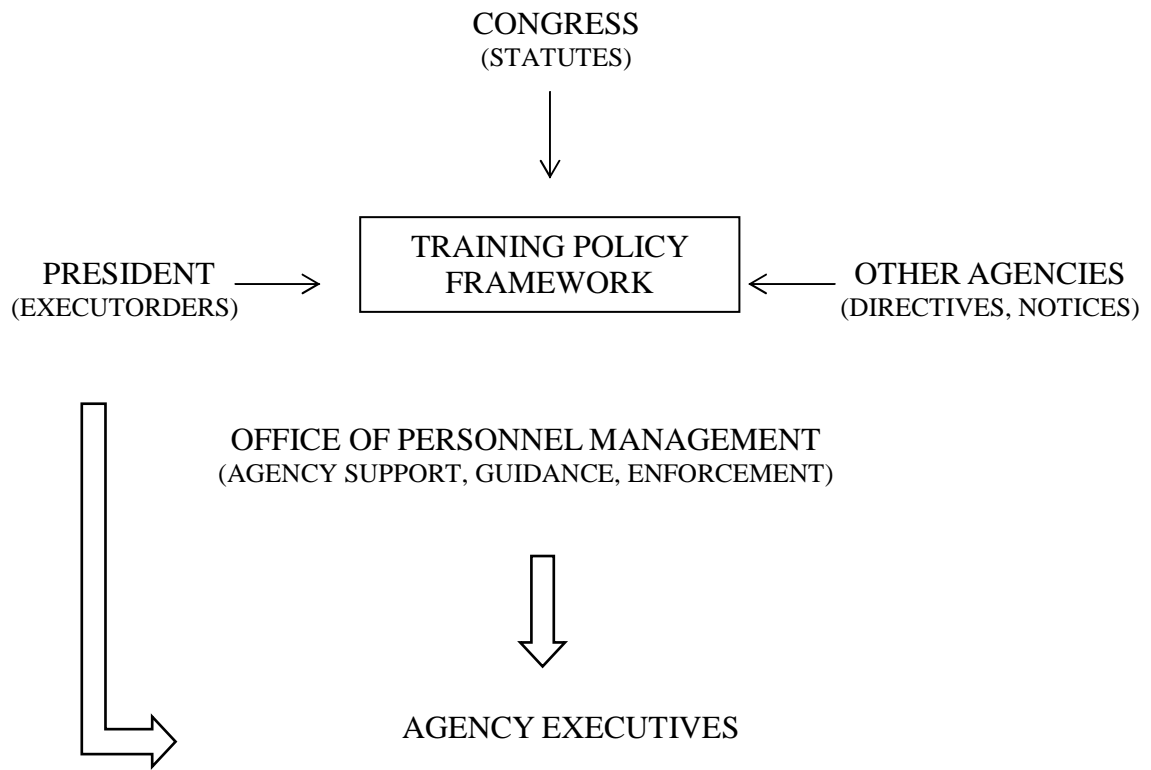 CONGRESS
(STATUTES)
TRAINING POLICY
FRAMEWORK
PRESIDENT
(EXECUTORDERS)
OTHER AGENCIES
(DIRECTIVES, NOTICES)
OFFICE OF PERSONNEL MANAGEMENT
(AGENCY SUPPORT, GUIDANCE, ENFORCEMENT)
AGENCY EXECUTIVES